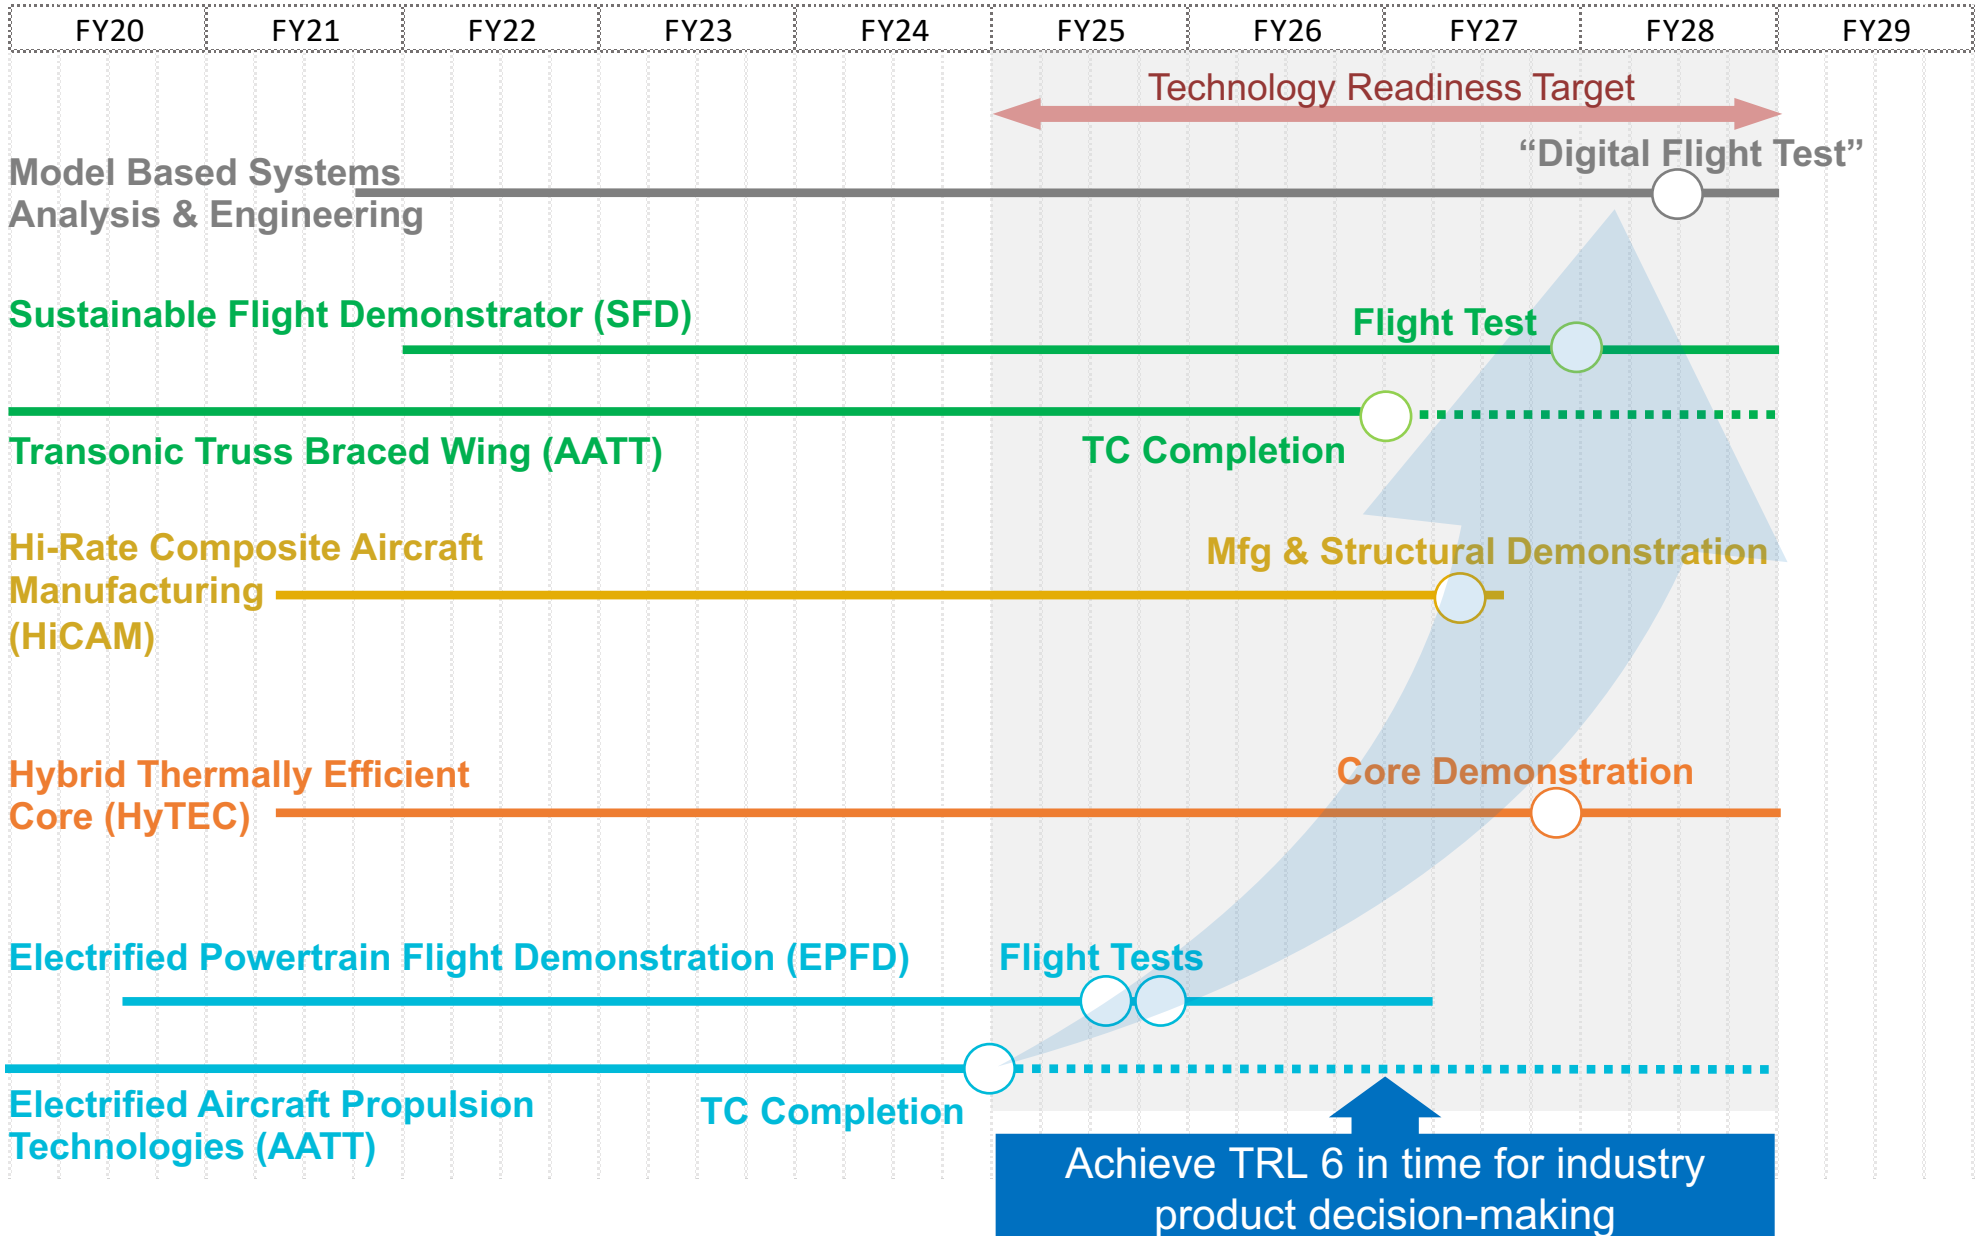 FY20 FY21 FY22 FY23 FY24 FY25 FY26 FY27 FY28 FY29
Technology Readiness Target
“Digital Flight Test”
Model Based Systems
Analysis & Engineering
Sustainable Flight Demonstrator (SFD)
Flight Test
TC Completion
Transonic Truss Braced Wing (AATT)
Hi-Rate Composite Aircraft
Manufacturing
(HiCAM)
Mfg & Structural Demonstration
Hybrid Thermally Efficient
Core (HyTEC)
Core Demonstration
Electrified Powertrain Flight Demonstration (EPFD)
Flight Tests
Electrified Aircraft Propulsion
Technologies (AATT)
TC Completion
Achieve TRL 6 in time for industry
product decision-making